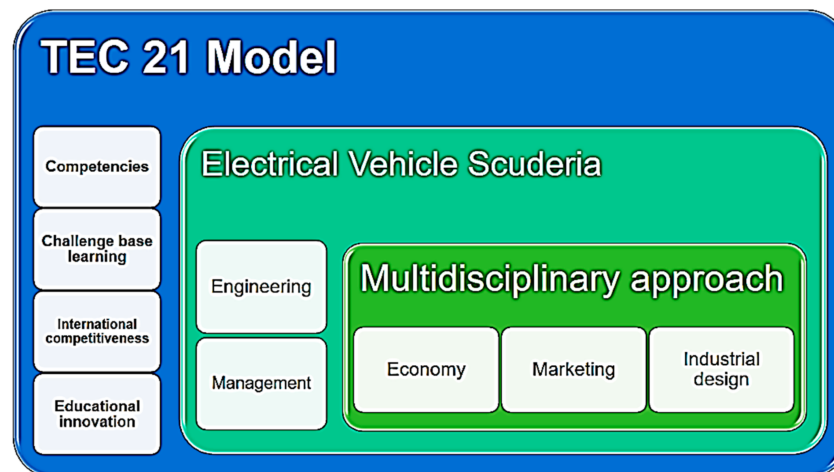 TEC 21 Model
Competencies
Challenge base
learning
International
competitiveness
Educational
innovation
Electrical Vehicle Scuderia
Engineering
Management
Multidisciplinary approach
Economy
Marketing
Industrial
design